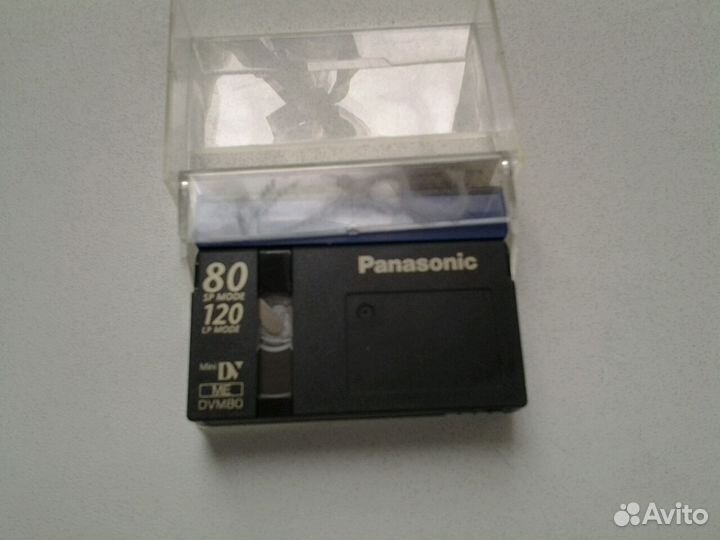 Panasonic
80
SP MODE
120
LP MODE
Mini DV
ME
DVM80
Avito